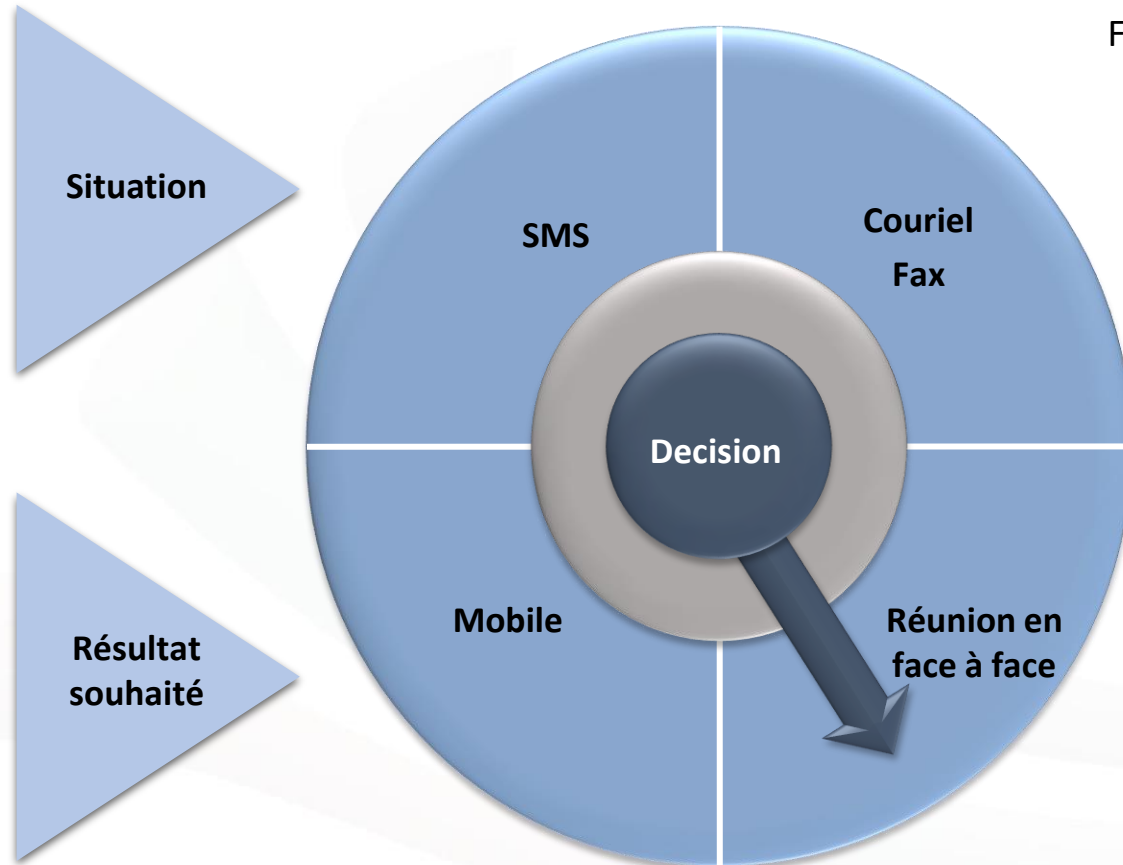 F
Situation
SMS
Couriel
Fax
Decision
Mobile
Réunion en
face à face
Résultat
souhaité